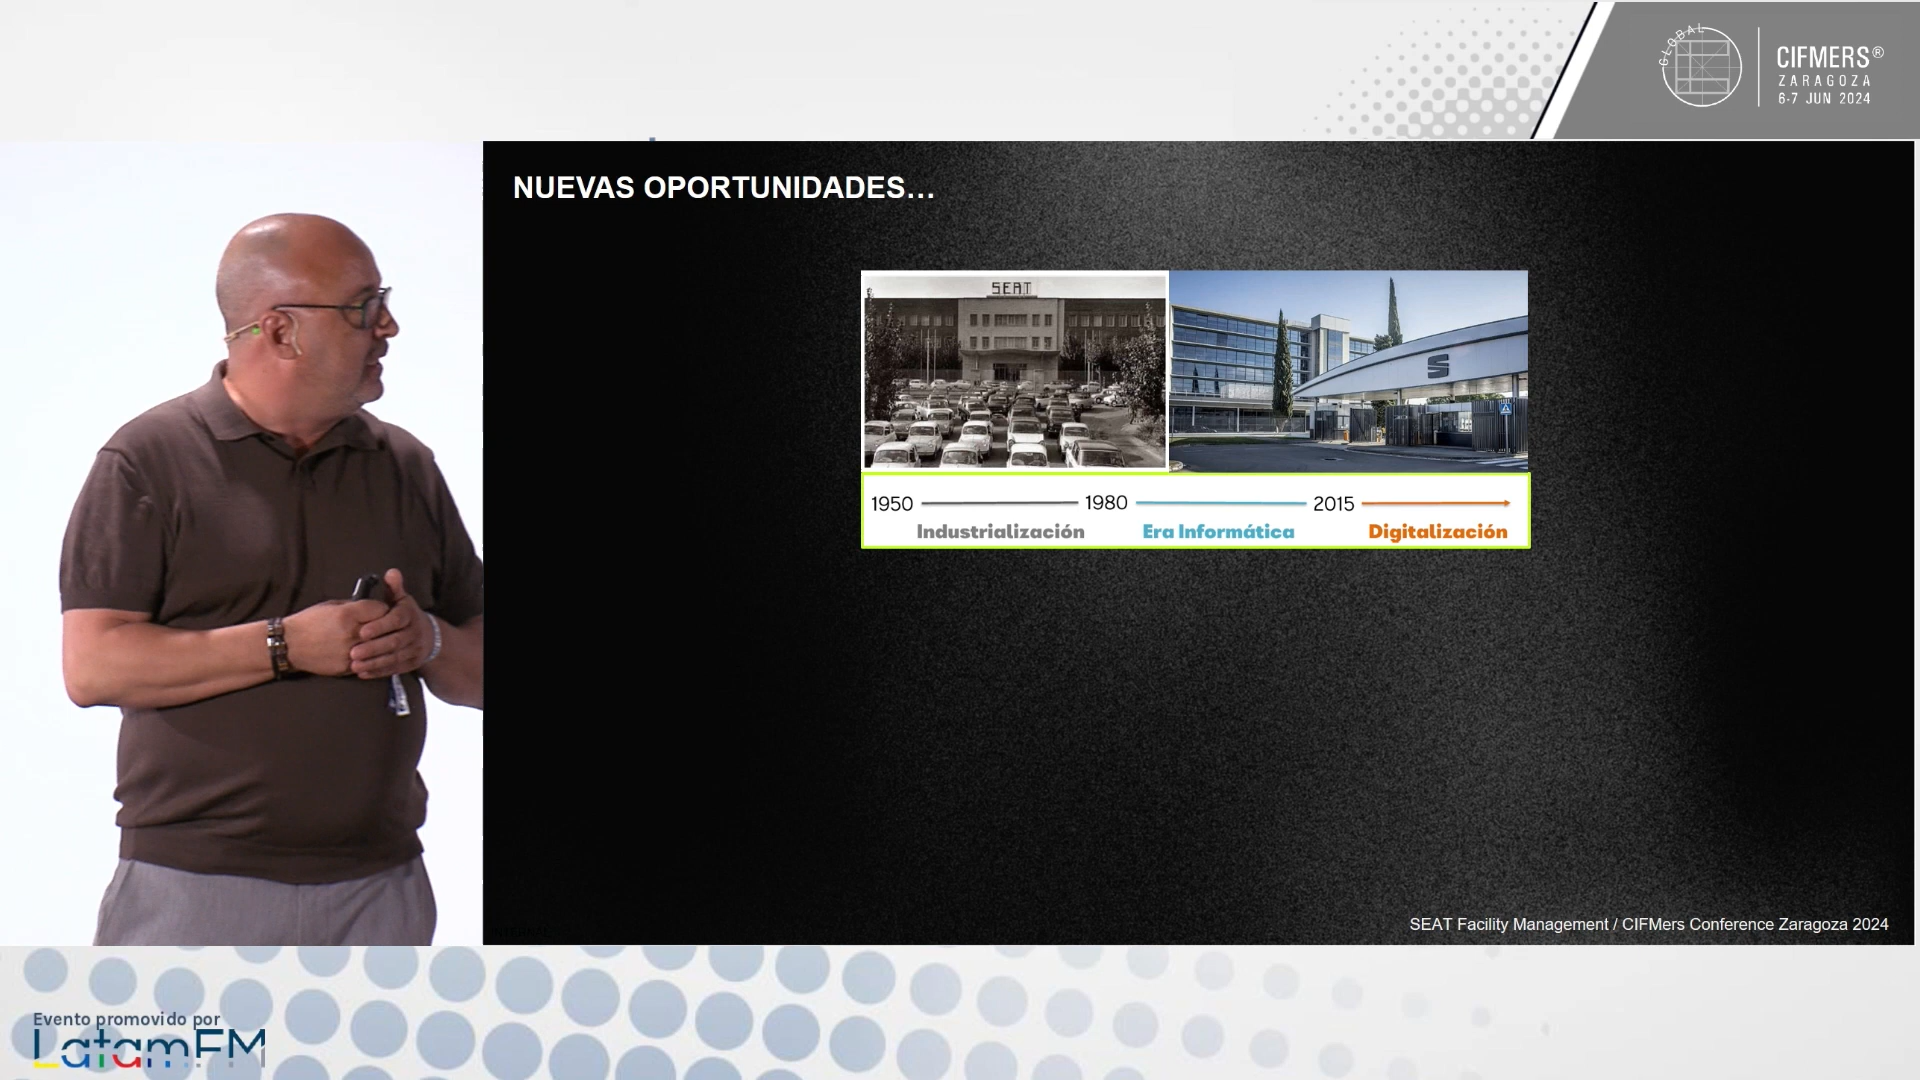 GLOBAL
CIFMERS®
ZARAGOZA
6-7 JUN 2024
NUEVAS OPORTUNIDADES...
SEAT
S
1950
1980
2015
Industrialización
Era Informática
Digitalización
INTERNAL
SEAT Facility Management / CIFMers Conference Zaragoza 2024
Evento promovido por
LatamFM